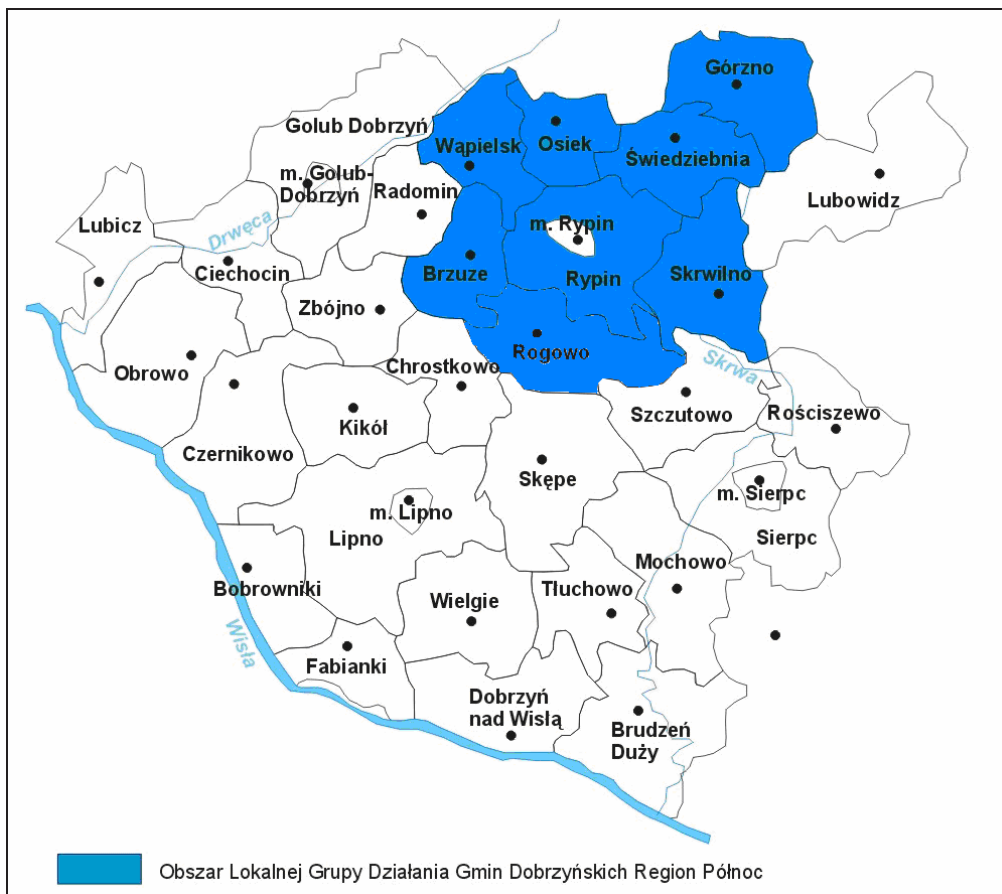 Górzno
Golub Dobrzyń
Wąpielsk
Osiek
Świedziebnia
m. Golub-
Dobrzyń
Radomin
Lubowidz
Lubicz
Drwęca
m. Rypin
Ciechocin
Brzuze
Rypin
Skrwilno
Zbójno
Rogowo
Obrowo
Chrostkowo
Skrwa
Szczutowo
Rościszewo
Kikół
Czernikowo
Skępe
m. Sierpc
m. Lipno
Lipno
Sierpc
Mochowo
Bobrowniki
Wielgie
Tłuchowo
Wisła
Fabianki
Dobrzyń
nad Wisłą
Brudzeń
Duży
Obszar Lokalnej Grupy Działania Gmin Dobrzyńskich Region Północ